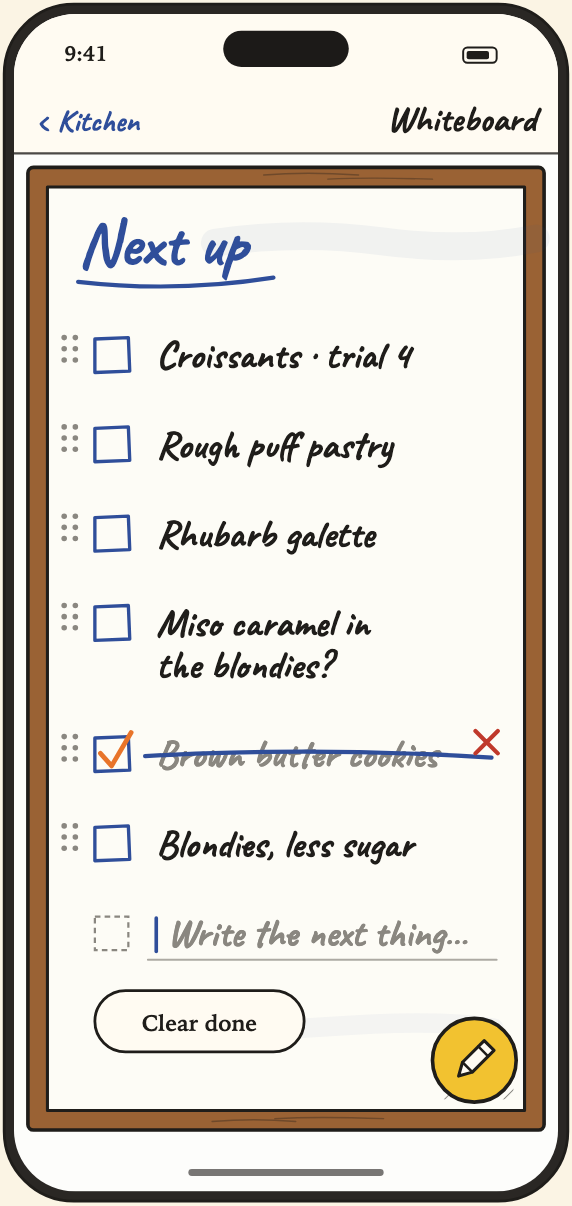 9:41
< Kitchen
Whiteboard
Next up
Croissants · trial 4
Rough puff pastry
Rhubarb galette
Miso caramel in
the blondies?
Brown butter cookies
Blondies, less sugar
Write the next thing...
Clear done